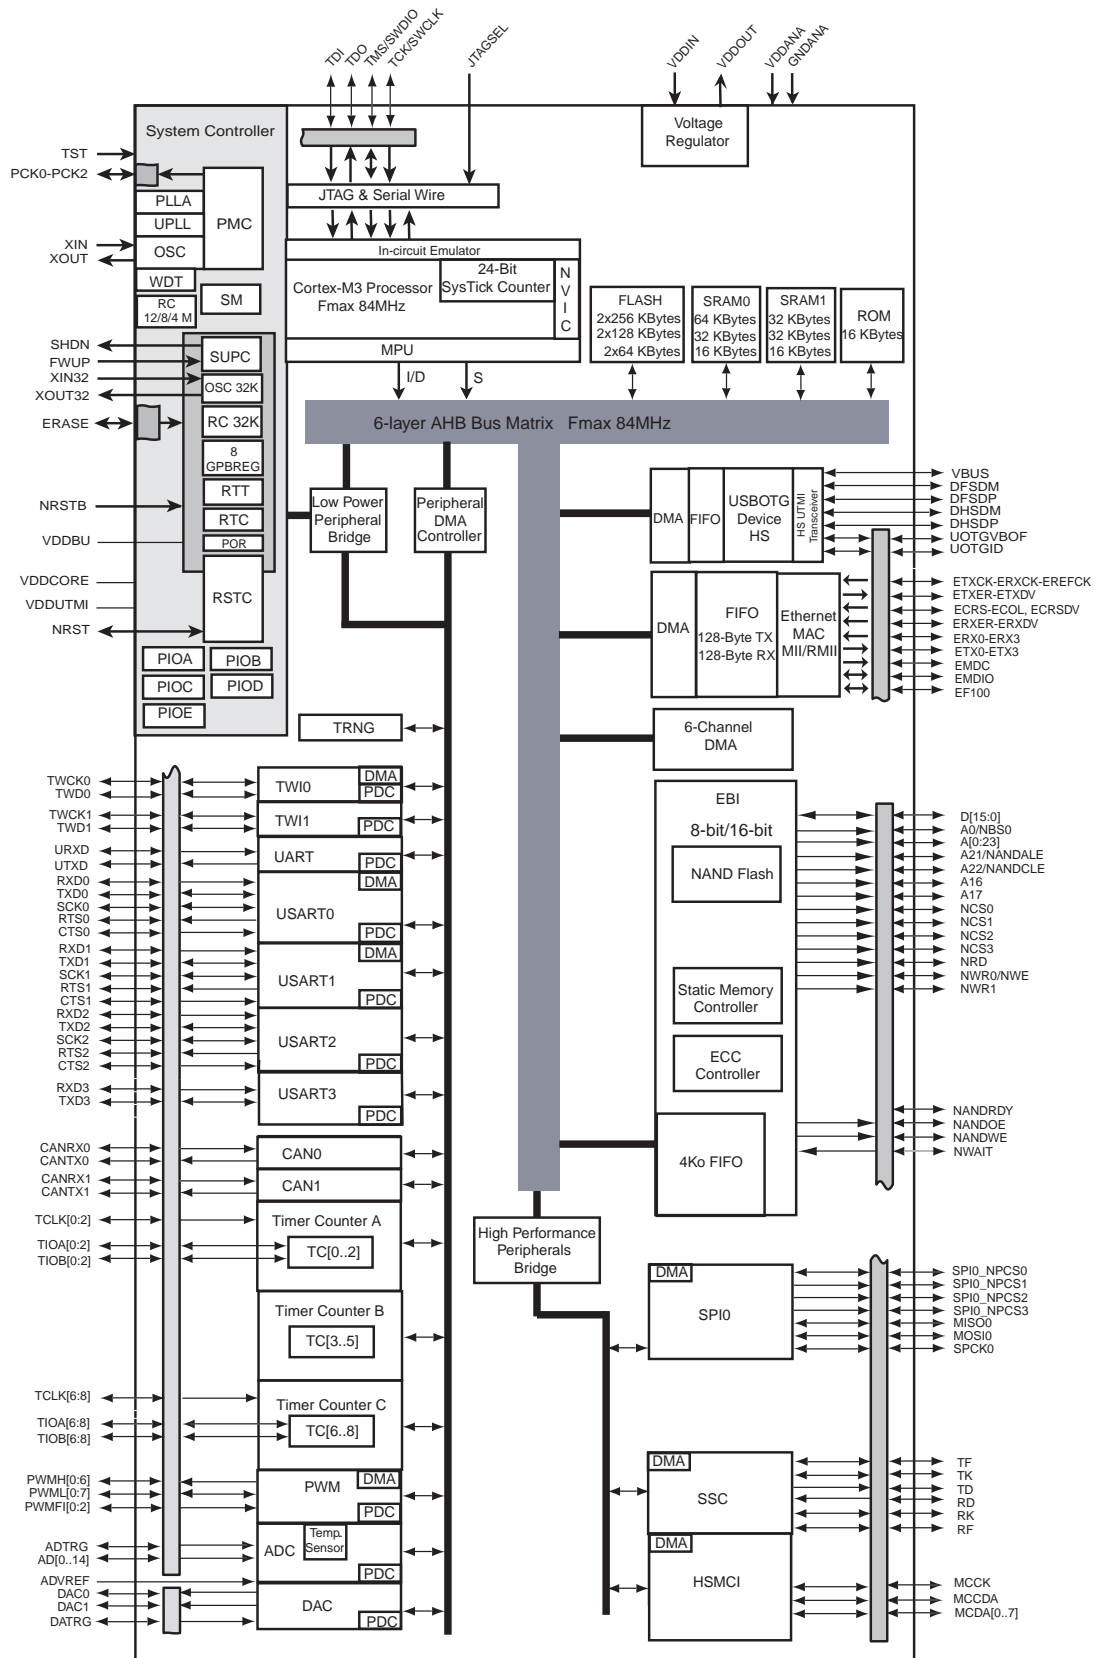 TDI
TDO
TMS/SWDIO
TCK/SWCLK
JTAGSEL
VDDIN
VDDOUT
VDDANA
GNDANA
System Controller
Voltage
Regulator
TST
PCK0-PCK2
PLLA
UPLL
PMC
XIN
XOUT
OSC
WDT
RC
12/8/4 M
SM
SHDN
FWUP
SUPC
XIN32
XOUT32
OSC 32K
ERASE
RC 32K
8
GPBREG
RTT
NRSTB
RTC
VDDBU
POR
VDDCORE
VDDUTMI
RSTC
NRST
PIOA
PIOB
PIOC
PIOD
PIOE
JTAG & Serial Wire
In-circuit Emulator
Cortex-M3 Processor
Fmax 84MHz
24-Bit
SysTick Counter
N
V
I
C
MPU
I/D
S
FLASH
2x256 KBytes
2x128 KBytes
2x64 KBytes
SRAM0
64 KBytes
32 KBytes
16 KBytes
SRAM1
32 KBytes
32 KBytes
16 KBytes
ROM
16 KBytes
6-layer AHB Bus Matrix Fmax 84MHz
Low Power
Peripheral
Bridge
Peripheral
DMA
Controller
DMA
FIFO
USBOTG
Device
HS
HS UTMI
Transceiver
VBUS
DFSDM
DFSDP
DHSDM
DHSDP
UOTGVBOF
UOTGID
DMA
FIFO
128-Byte TX
128-Byte RX
Ethernet
MAC
MII/RMII
ETXCK-ERXCK-EREFCK
ETXER-ETXDV
ECRS-ECOL, ECRSDV
ERXER-ERXDV
ERX0-ERX3
ETX0-ETX3
EMDC
EMDIO
EF100
TRNG
6-Channel
DMA
TWCK0
TWD0
TWI0
DMA
PDC
TWCK1
TWD1
TWI1
PDC
URXD
UTXD
UART
PDC
RXD0
TXD0
SCK0
RTS0
CTS0
USART0
DMA
PDC
RXD1
TXD1
SCK1
RTS1
CTS1
USART1
DMA
PDC
RXD2
TXD2
SCK2
RTS2
CTS2
USART2
PDC
RXD3
TXD3
USART3
PDC
CANRX0
CANTX0
CAN0
CANRX1
CANTX1
CAN1
TCLK[0:2]
TIOA[0:2]
TIOB[0:2]
Timer Counter A
TC[0..2]
Timer Counter B
TC[3..5]
TCLK[6:8]
TIOA[6:8]
TIOB[6:8]
Timer Counter C
TC[6..8]
PWMH[0:6]
PWML[0:7]
PWMFI[0:2]
PWM
DMA
PDC
ADTRG
AD[0..14]
ADVREF
ADC
Temp.
Sensor
PDC
DAC0
DAC1
DATRG
DAC
PDC
EBI
8-bit/16-bit
NAND Flash
Static Memory
Controller
ECC
Controller
4Ko FIFO
D[15:0]
A0/NBS0
A[0:23]
A21/NANDALE
A22/NANDCLE
A16
A17
NCS0
NCS1
NCS2
NCS3
NRD
NWR0/NWE
NWR1
NANDRDY
NANDOE
NANDWE
NWAIT
High Performance
Peripherals
Bridge
DMA
SPI0
SPI0_NPCS0
SPI0_NPCS1
SPI0_NPCS2
SPI0_NPCS3
MISO0
MOSI0
SPCK0
DMA
SSC
TF
TK
TD
RD
RK
RF
DMA
HSMCI
MCCK
MCCDA
MCDA[0..7]